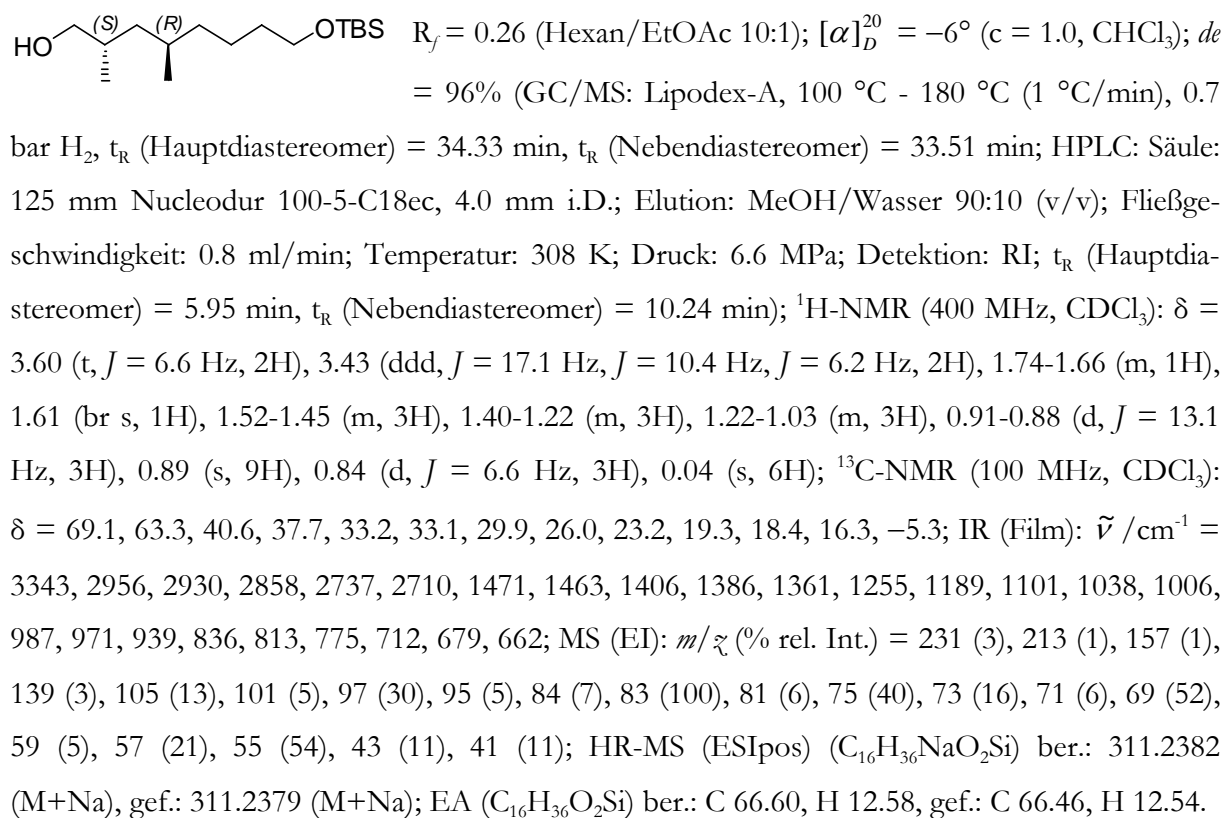 HO (S) (R) OTBS R_f = 0.26 (Hexan/EtOAc 10:1); [α]_D^20 = −6° (c = 1.0, CHCl₃); de
= 96% (GC/MS: Lipodex-A, 100 °C - 180 °C (1 °C/min), 0.7
bar H₂, t_R (Hauptdiastereomer) = 34.33 min, t_R (Nebendiastereomer) = 33.51 min; HPLC: Säule:
125 mm Nucleodur 100-5-C18ec, 4.0 mm i.D.; Elution: MeOH/Wasser 90:10 (v/v); Fließge-
schwindigkeit: 0.8 ml/min; Temperatur: 308 K; Druck: 6.6 MPa; Detektion: RI; t_R (Hauptdia-
stereomer) = 5.95 min, t_R (Nebendiastereomer) = 10.24 min); ¹H-NMR (400 MHz, CDCl₃): δ =
3.60 (t, J = 6.6 Hz, 2H), 3.43 (ddd, J = 17.1 Hz, J = 10.4 Hz, J = 6.2 Hz, 2H), 1.74-1.66 (m, 1H),
1.61 (br s, 1H), 1.52-1.45 (m, 3H), 1.40-1.22 (m, 3H), 1.22-1.03 (m, 3H), 0.91-0.88 (d, J = 13.1
Hz, 3H), 0.89 (s, 9H), 0.84 (d, J = 6.6 Hz, 3H), 0.04 (s, 6H); ¹³C-NMR (100 MHz, CDCl₃):
δ = 69.1, 63.3, 40.6, 37.7, 33.2, 33.1, 29.9, 26.0, 23.2, 19.3, 18.4, 16.3, −5.3; IR (Film): ṽ /cm⁻¹ =
3343, 2956, 2930, 2858, 2737, 2710, 1471, 1463, 1406, 1386, 1361, 1255, 1189, 1101, 1038, 1006,
987, 971, 939, 836, 813, 775, 712, 679, 662; MS (EI): m/z (% rel. Int.) = 231 (3), 213 (1), 157 (1),
139 (3), 105 (13), 101 (5), 97 (30), 95 (5), 84 (7), 83 (100), 81 (6), 75 (40), 73 (16), 71 (6), 69 (52),
59 (5), 57 (21), 55 (54), 43 (11), 41 (11); HR-MS (ESIpos) (C₁₆H₃₆NaO₂Si) ber.: 311.2382
(M+Na), gef.: 311.2379 (M+Na); EA (C₁₆H₃₆O₂Si) ber.: C 66.60, H 12.58, gef.: C 66.46, H 12.54.